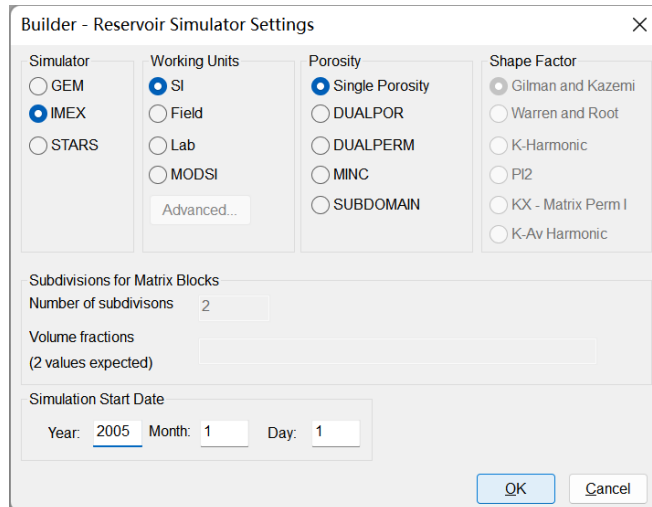 Builder - Reservoir Simulator Settings
Simulator
GEM
IMEX
STARS
Working Units
SI
Field
Lab
MODSI
Advanced...
Porosity
Single Porosity
DUALPOR
DUALPERM
MINC
SUBDOMAIN
Shape Factor
Gilman and Kazemi
Warren and Root
K-Harmonic
PI2
KX - Matrix Perm I
K-Av Harmonic
Subdivisions for Matrix Blocks
Number of subdivisons 2
Volume fractions
(2 values expected)
Simulation Start Date
Year: 2005 Month: 1 Day: 1
OK Cancel